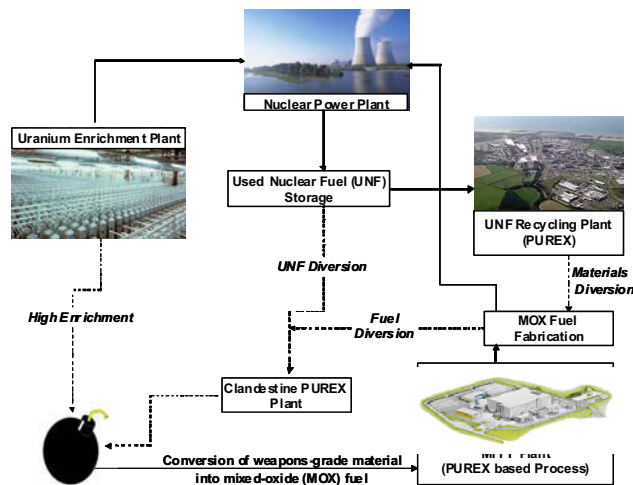 Nuclear Power Plant
Uranium Enrichment Plant
Used Nuclear Fuel (UNF)
Storage
UNF Recycling Plant
(PUREX)
UNF Diversion
Materials
Diversion
High Enrichment
Fuel
Diversion
MOX Fuel
Fabrication
Clandestine PUREX
Plant
Plant
(PUREX based Process)
Conversion of weapons-grade material
into mixed-oxide (MOX) fuel